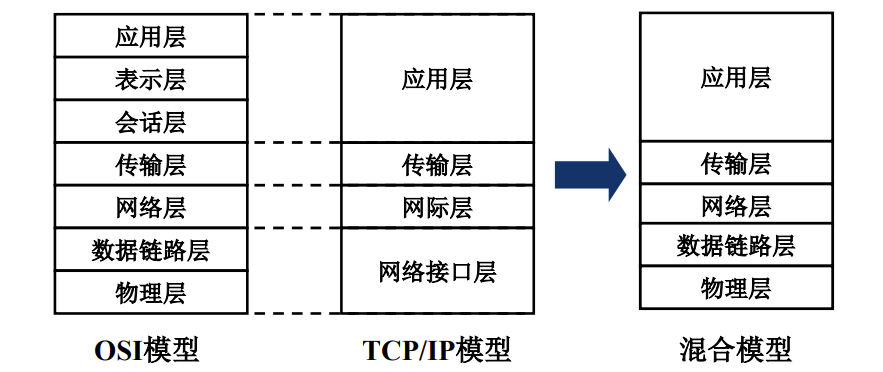 应用层
表示层
会话层
传输层
网络层
数据链路层
物理层
OSI模型
应用层
传输层
网际层
网络接口层
TCP/IP模型
应用层
传输层
网络层
数据链路层
物理层
混合模型